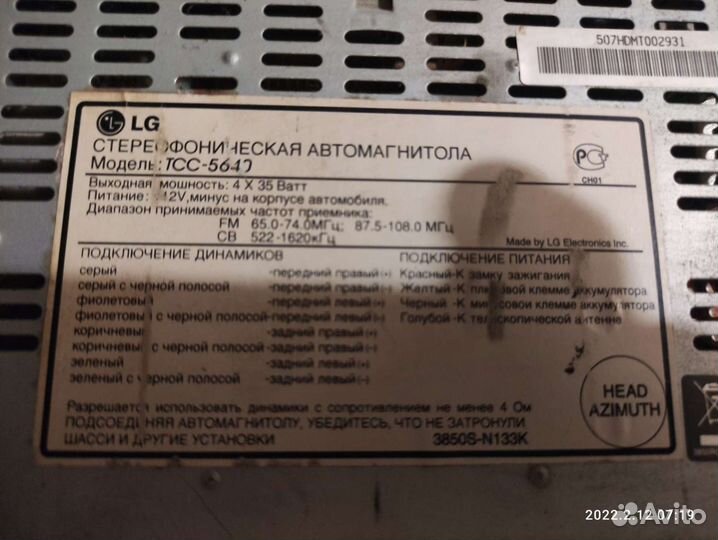 507HDMT002931
LG
СТЕРЕОФОНИЧЕСКАЯ АВТОМАГНИТОЛА
Модель: TCC-5640
PC
CH01
Выходная мощность: 4 X 35 Ватт
Питание: 12V, минус на корпусе автомобиля.
Диапазон принимаемых частот приемника:
FM 65.0-74.0МГц; 87.5-108.0 МГц
СВ 522-1620кГц
Made by LG Electronics Inc.
ПОДКЛЮЧЕНИЕ ДИНАМИКОВ
серый -передний правый(+)
серый с черной полосой -передний правый(-)
фиолетовый -передний левый(+)
фиолетовый с черной полосой-передний левый(-)
коричневый -задний правый(+)
коричневый с черной полосой-задний правый(-)
зеленый -задний левый(+)
зеленый с черной полосой -задний левый(-)
ПОДКЛЮЧЕНИЕ ПИТАНИЯ
Красный-К замку зажигания
Желтый-К плюсовой клемме аккумулятора
Черный -К минусовои клемме аккумулятора
Голубой -К телескопической антенне
Разрешается использовать динамики с сопротивлением не менее 4 Ом
ПОДСОЕДИНЯЯ АВТОМАГНИТОЛУ, УБЕДИТЕСЬ, ЧТО НЕ ЗАТРОНУЛИ
ШАССИ И ДРУГИЕ УСТАНОВКИ 3850S-N133K
HEAD
AZIMUTH
2022.2.12 07:19
Avito